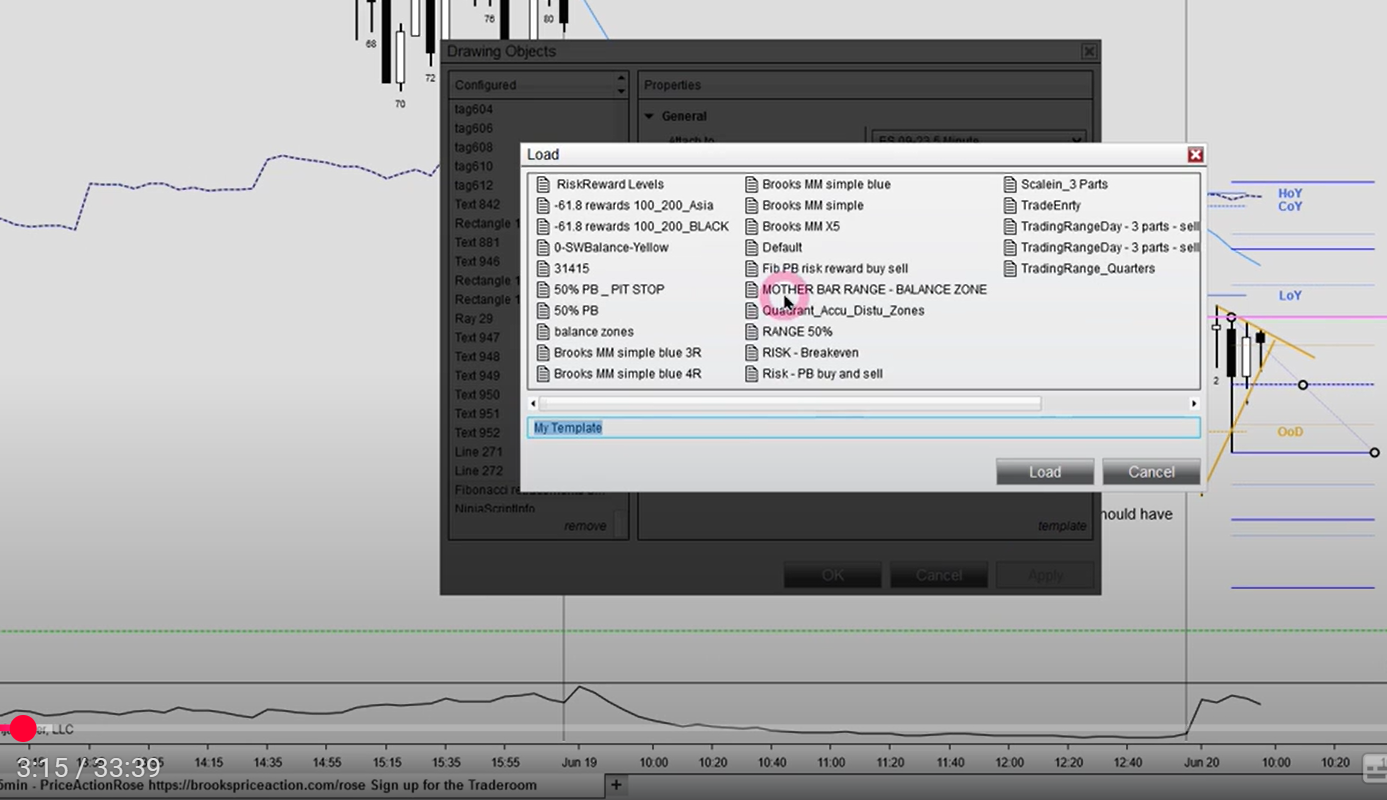 76
80
68
72
70
Drawing Objects
Configured
Properties
tag604
General
tag606
Attach to
ES 09-23 5 Minute
tag608
tag610
tag612
Text 842
Rectangle 1
Text 881
Text 946
Rectangle 1
Rectangle 1
Ray 29
Text 947
Text 948
Text 949
Text 950
Text 951
Text 952
Line 271
Line 272
Fibonacci
NinjaScriptInfo
remove
template
OK
Cancel
Apply
Load
RiskReward Levels
-61.8 rewards 100_200_Asia
-61.8 rewards 100_200_BLACK
0-SWBalance-Yellow
31415
50% PB _ PIT STOP
50% PB
balance zones
Brooks MM simple blue 3R
Brooks MM simple blue 4R
Brooks MM simple blue
Brooks MM simple
Brooks MM X5
Default
Fib PB risk reward buy sell
MOTHER BAR RANGE - BALANCE ZONE
Quadrant_Accu_Distu_Zones
RANGE 50%
RISK - Breakeven
Risk - PB buy and sell
Scalein_3 Parts
TradeEnrty
TradingRangeDay - 3 parts - sell
TradingRangeDay - 3 parts - sell
TradingRange_Quarters
My Template
Load
Cancel
HoY
CoY
LoY
2
OoD
hould have
, LLC
14:15
14:35
14:55
15:15
15:35
15:55
Jun 19
10:00
10:20
10:40
11:00
11:20
11:40
12:00
12:20
12:40
Jun 20
10:00
10:20
3:15 / 33:39
5min - PriceActionRose https://brookspriceaction.com/rose Sign up for the Traderoom
+